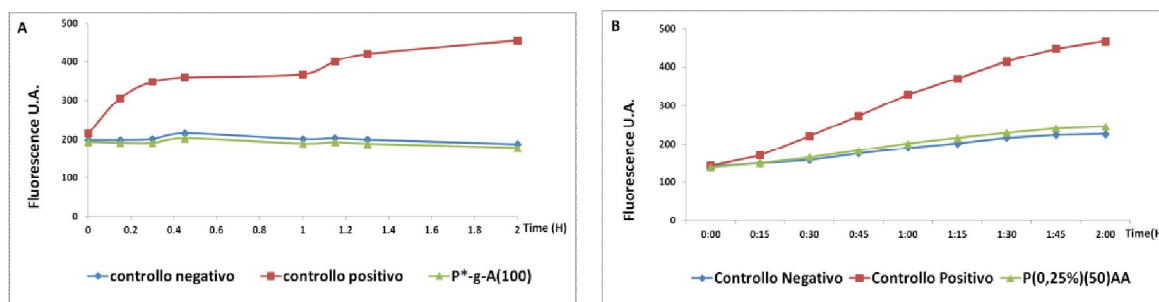 A
Fluorescence U.A.
500
400
300
200
100
0
0 0.2 0.4 0.6 0.8 1 1.2 1.4 1.6 1.8 2 Time (H)
controllo negativo controllo positivo P*-g-A(100)
B
Fluorescence U.A.
500
400
300
200
100
0
0:00 0:15 0:30 0:45 1:00 1:15 1:30 1:45 2:00 Time(H
Controllo Negativo Controllo Positivo P(0,25%)(50)AA